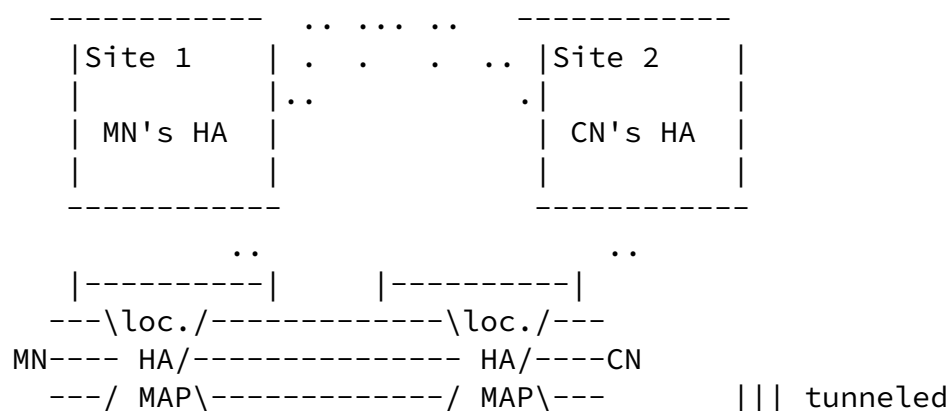 ------------  .. ... ..  ------------
|Site 1    | .  .   .  .. |Site 2    |
|          |..           .|          |
| MN's HA  |              | CN's HA  |
|          |              |          |
------------              ------------
..                   ..
|----------|      |----------|
---\loc./-------------\loc./---
MN---- HA/--------------- HA/----CN
---/ MAP\-------------/ MAP\---       ||| tunneled